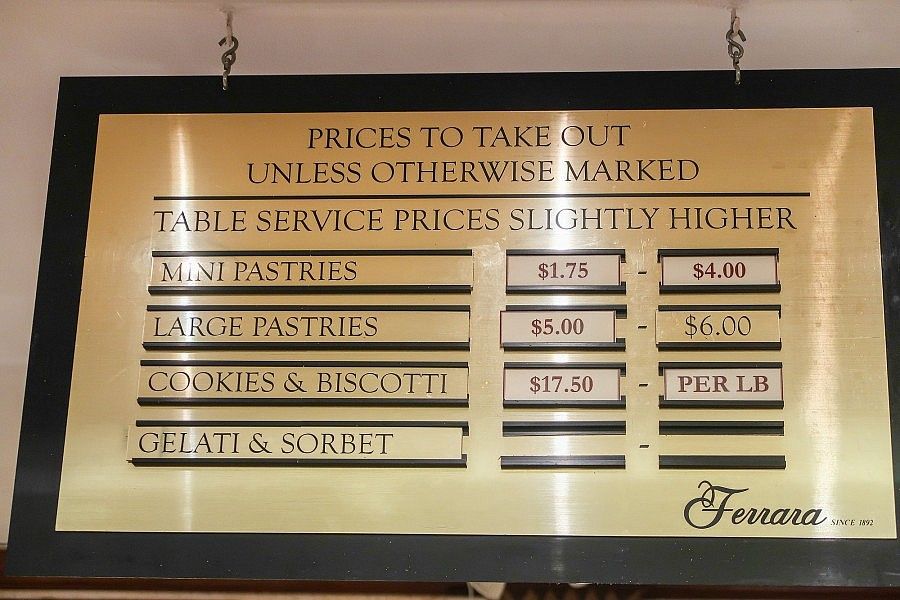 PRICES TO TAKE OUT
UNLESS OTHERWISE MARKED
TABLE SERVICE PRICES SLIGHTLY HIGHER
MINI PASTRIES $1.75 - $4.00
LARGE PASTRIES $5.00 - $6.00
COOKIES & BISCOTTI $17.50 - PER LB
GELATI & SORBET -
Ferrara SINCE 1892